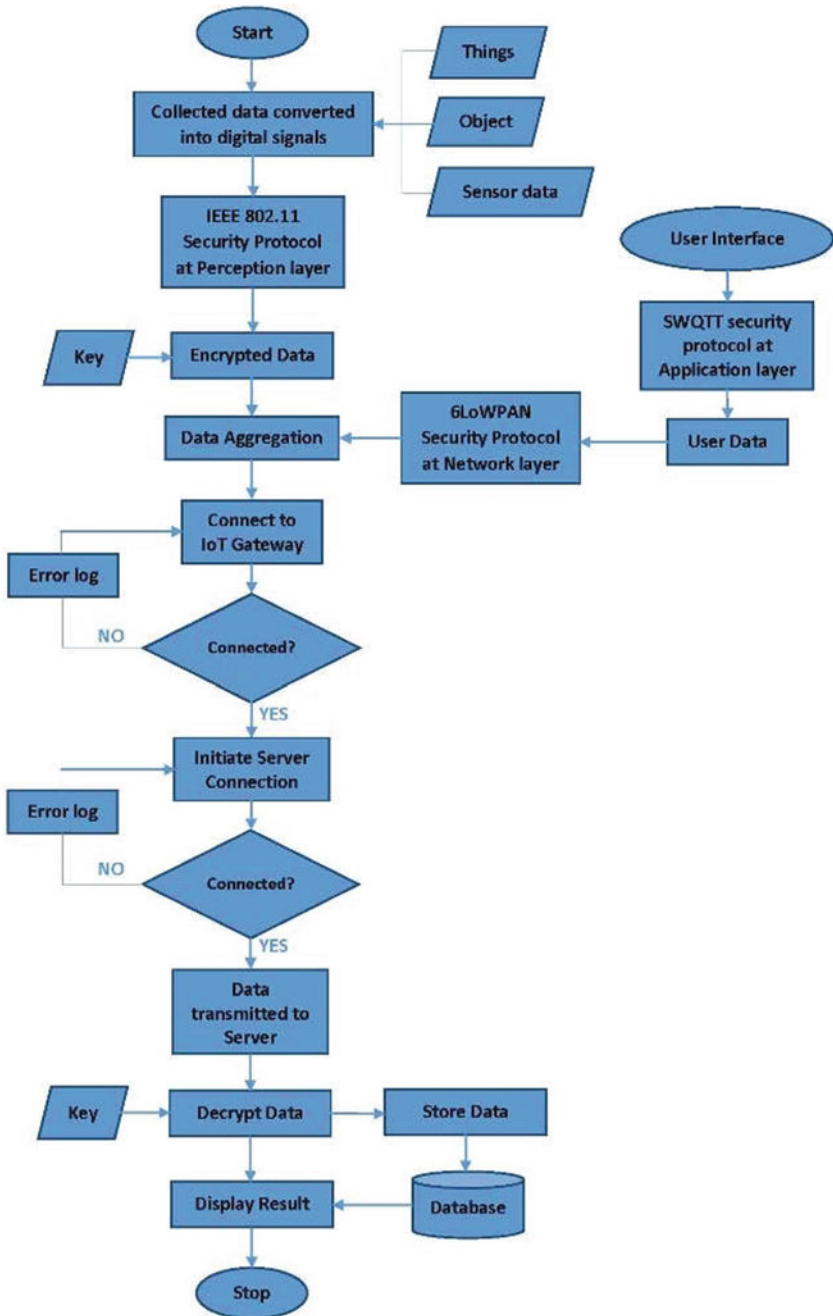 Start
Things
Collected data converted
into digital signals
Object
Sensor data
IEEE 802.11
Security Protocol
at Perception layer
User Interface
SWQTT security
protocol at
Application layer
Key
Encrypted Data
6LoWPAN
Security Protocol
at Network layer
Data Aggregation
User Data
Connect to
IoT Gateway
Error log
NO
Connected?
YES
Initiate Server
Connection
Error log
NO
Connected?
YES
Data
transmitted to
Server
Key
Decrypt Data
Store Data
Display Result
Database
Stop